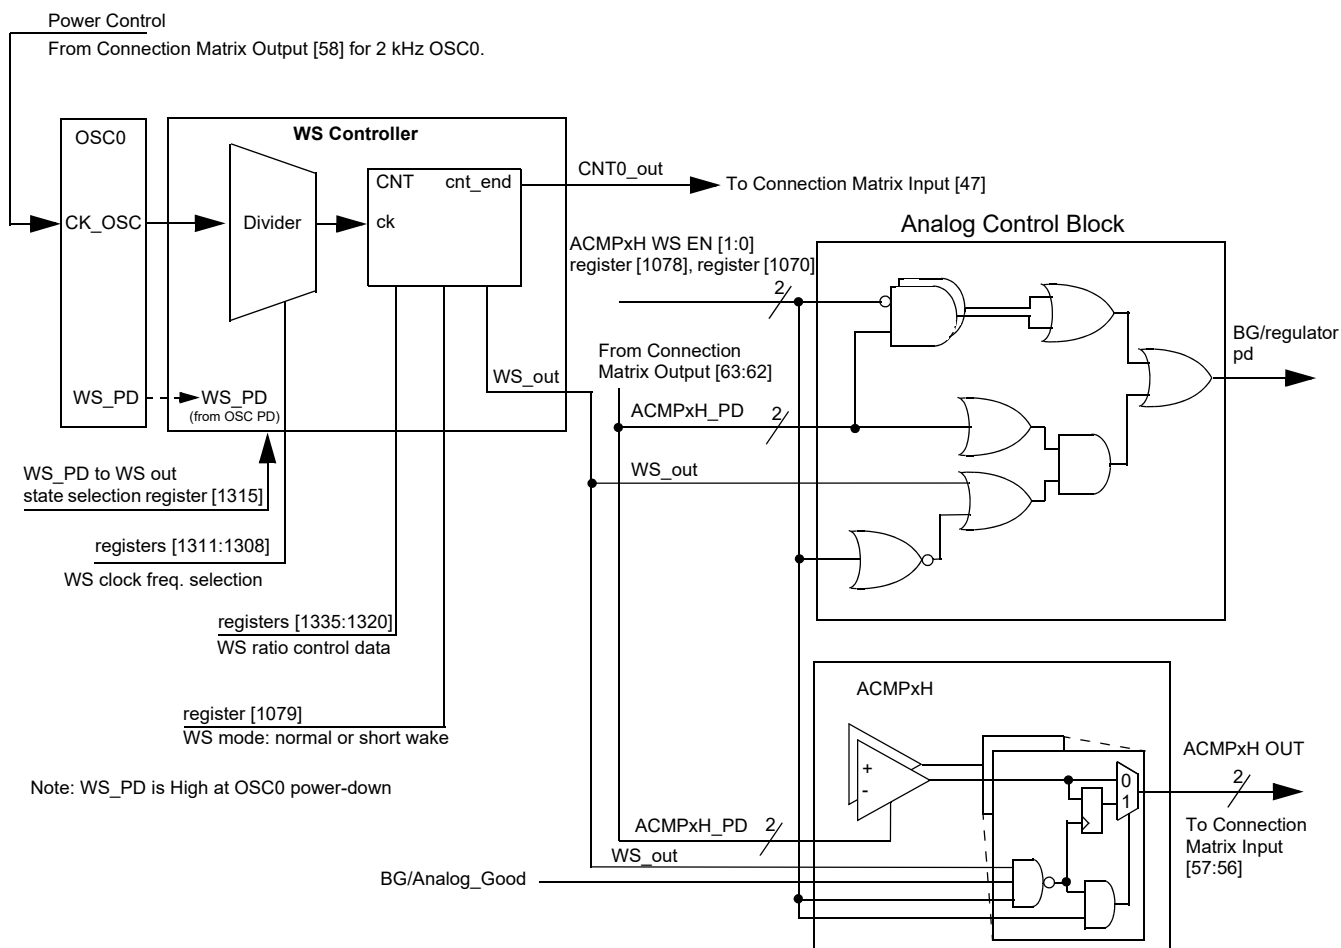 Power Control
From Connection Matrix Output [58] for 2 kHz OSC0.
OSC0
WS Controller
CNT
cnt_end
CNT0_out
To Connection Matrix Input [47]
CK_OSC
Divider
ck
Analog Control Block
ACMPxH WS EN [1:0]
register [1078], register [1070]
2
From Connection
Matrix Output [63:62]
BG/regulator
pd
WS_out
WS_PD
WS_PD
(from OSC PD)
ACMPxH_PD
2
WS_PD to WS out
state selection register [1315]
WS_out
registers [1311:1308]
WS clock freq. selection
registers [1335:1320]
WS ratio control data
ACMPxH
register [1079]
WS mode: normal or short wake
ACMPxH OUT
+
-
0
1
2
Note: WS_PD is High at OSC0 power-down
ACMPxH_PD
2
To Connection
Matrix Input
[57:56]
WS_out
BG/Analog_Good